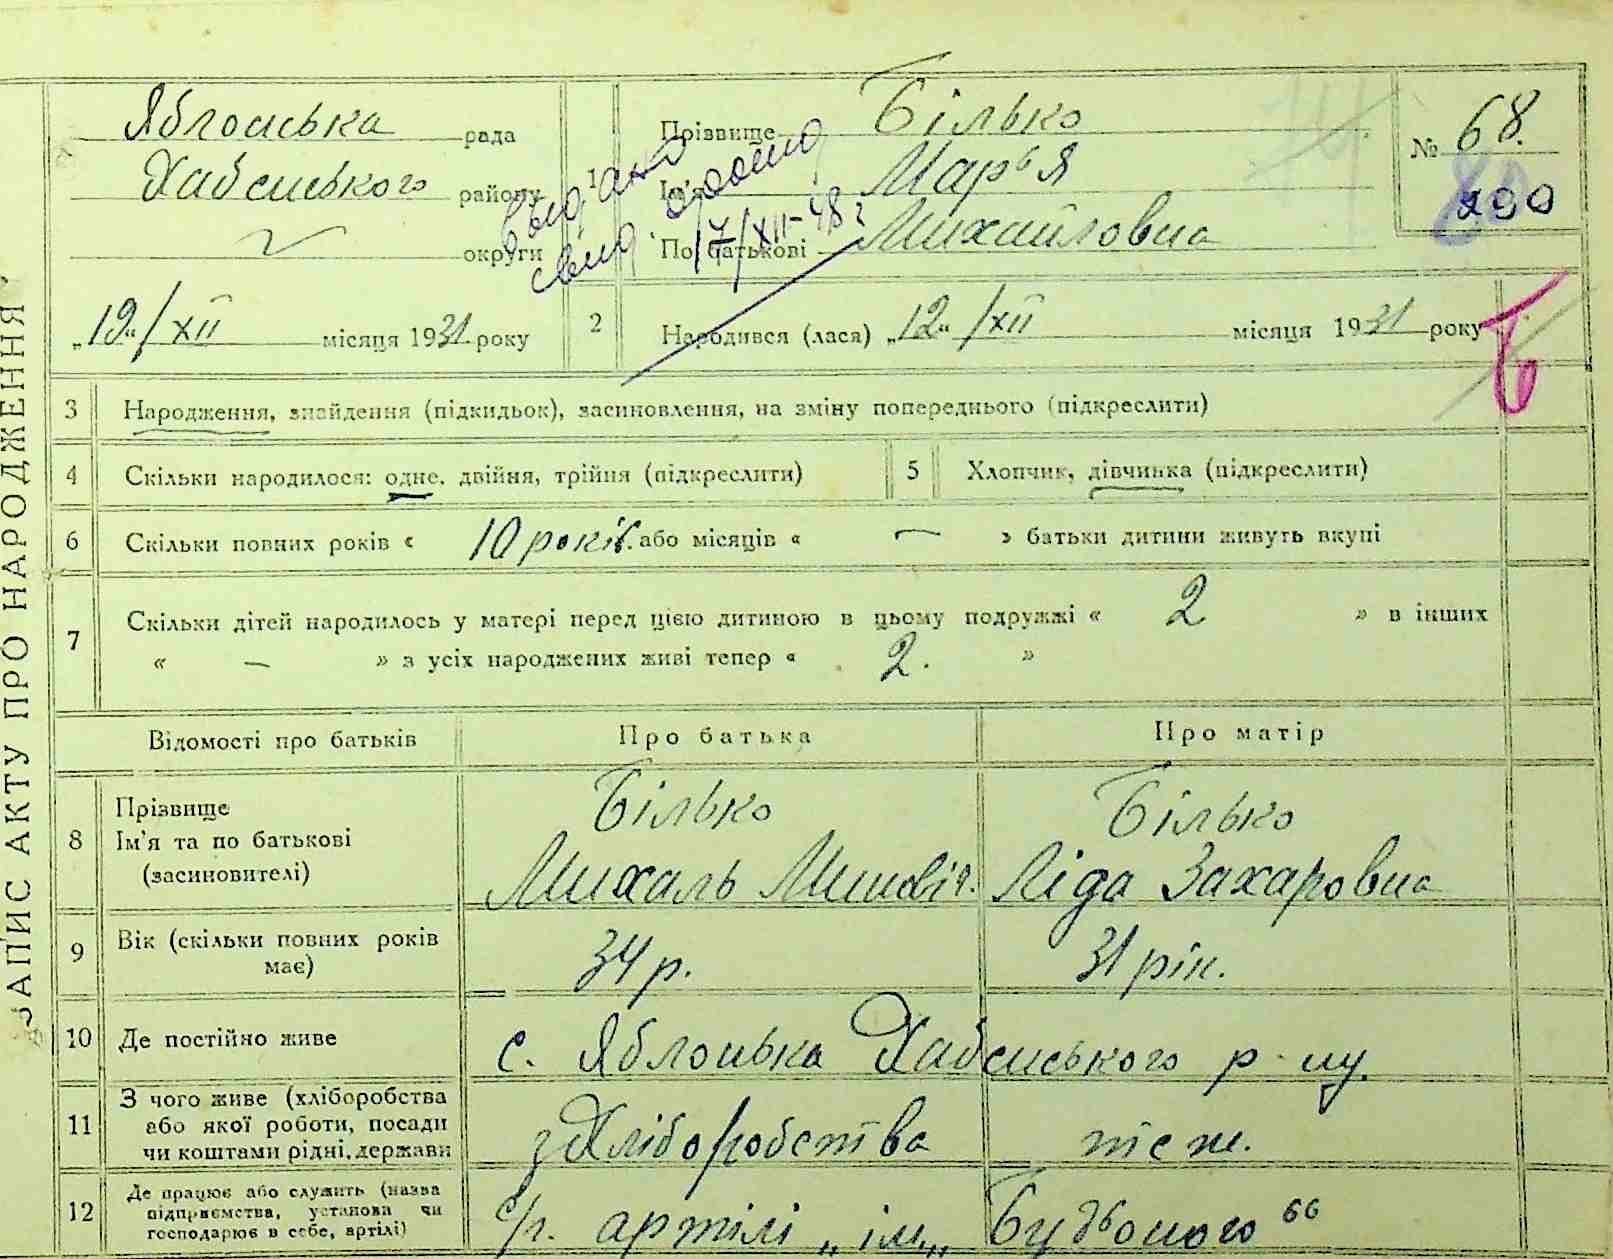 ЗАПИС АКТУ ПРО НАРОДЖЕННЯ
Яблонська рада
Хабенського району
округи
1
Прізвище Білько
Ім'я Мар'я
По батькові Михайловна
№ 68.
видано
свид.
17/XII-48 г
„19“/XII місяця 1931 року
2 Народився (лася) „12“ /XII місяця 1931 року
Б
3 Народження, знайдення (підкидьок), засиновлення, на зміну попереднього (підкреслити)
4 Скільки народилося: одне, двійня, трійня (підкреслити)
5 Хлопчик, дівчинка (підкреслити)
6 Скільки повних років « 10 років. або місяців « — » батьки дитини живуть вкупі
7 Скільки дітей народилось у матері перед цією дитиною в цьому подружжі « 2 » в інших
« — » з усіх народжених живі тепер « 2. »
Відомості про батьків Про батька Про матір
8 Прізвище
Ім'я та по батькові
(засиновителі)
Білько
Михаль
Білько
Ліда Захаровна
9 Вік (скільки повних років
має)
34 р. 31 рік.
10 Де постійно живе с. Яблонька Хабенського р-ну.
11 З чого живе (хліборобства
або якої роботи, посади
чи коштами рідні, держави
з Хліборобства теж.
12 Де працює або служить (назва
підприємства, установа чи
господарює в себе, артілі)
с/г. артілі „ім„ Будьоного“